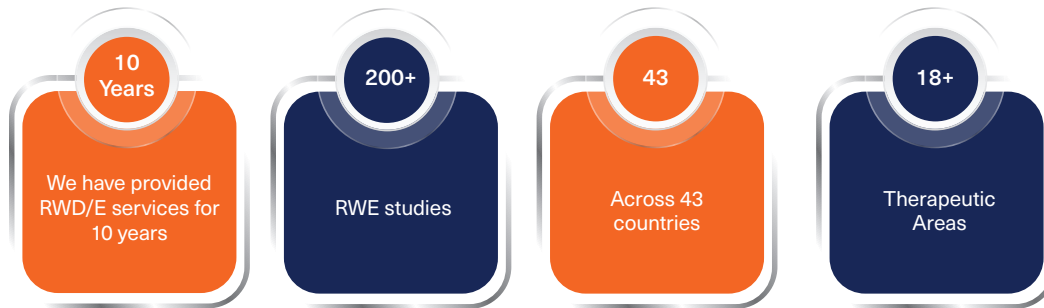 10
Years
We have provided
RWD/E services for
10 years
200+
RWE studies
43
Across 43
countries
18+
Therapeutic
Areas